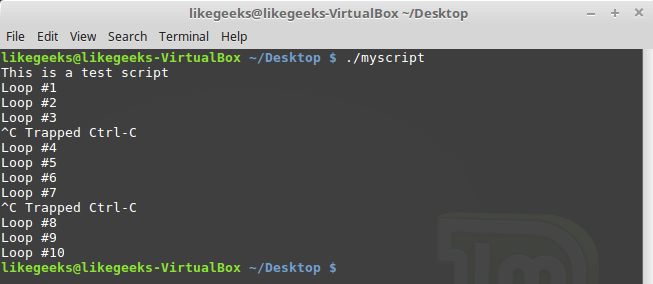 likegeeks@likegeeks-VirtualBox ~/Desktop
File Edit View Search Terminal Help
likegeeks@likegeeks-VirtualBox ~/Desktop $ ./myscript
This is a test script
Loop #1
Loop #2
Loop #3
^C Trapped Ctrl-C
Loop #4
Loop #5
Loop #6
Loop #7
^C Trapped Ctrl-C
Loop #8
Loop #9
Loop #10
likegeeks@likegeeks-VirtualBox ~/Desktop $